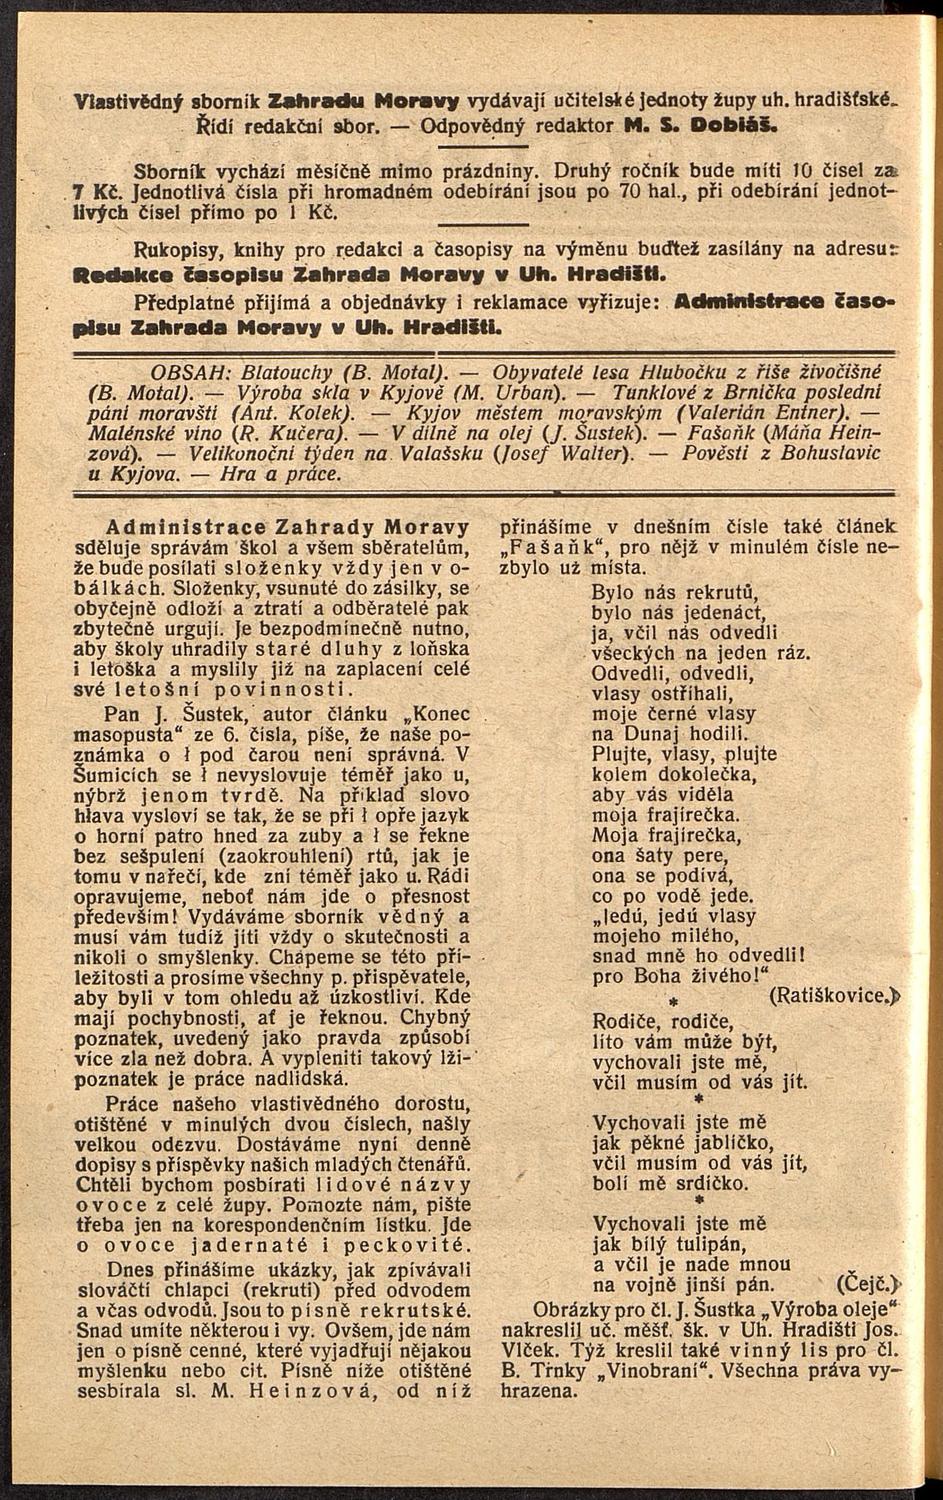 Vlastivědný sborník Zahradu Moravy vydávají učitelské jednoty župy uh. hradišťské.
Řídí redakční sbor. — Odpovědný redaktor M. S. Dobiáš.
Sborník vychází měsíčně mimo prázdniny. Druhý ročník bude míti 10 čísel za
7 Kč. Jednotlivá čísla při hromadném odebírání jsou po 70 hal., při odebírání jednot-
livých čísel přímo po 1 Kč.
Rukopisy, knihy pro redakci a časopisy na výměnu buďtež zasílány na adresu:
Redakce časopisu Zahrada Moravy v Uh. Hradišti.
Předplatné přijímá a objednávky i reklamace vyřizuje: Administrace časo-
pisu Zahrada Moravy v Uh. Hradišti.
OBSAH: Blatouchy (B. Motal). — Obyvatelé lesa Hlubočku z říše živočišné
(B. Motal). — Výroba skla v Kyjově (M. Urban). — Tunklové z Brníčka poslední
páni moravští (Ant. Kolek). — Kyjov městem moravským (Valerián Entner). —
Malénské víno (R. Kučera). — V dílně na olej (J. Šustek). — Fašaňk (Máňa Hein-
zová). — Velikonoční týden na Valašsku (Josef Walter). — Pověsti z Bohuslavic
u Kyjova. — Hra a práce.
Administrace Zahrady Moravy
sděluje správám škol a všem sběratelům,
že bude posílati složenky vždy jen v o-
bálkách. Složenky, vsunuté do zásilky, se
obyčejně odloží a ztratí a odběratelé pak
zbytečně urgují. Je bezpodmínečně nutno,
aby školy uhradily staré dluhy z loňska
i letoška a myslily již na zaplacení celé
své letošní povinnosti.
Pan J. Šustek, autor článku „Konec
masopusta“ ze 6. čísla, píše, že naše po-
známka o ł pod čarou není správná. V
Šumicích se ł nevyslovuje téměř jako u,
nýbrž jenom tvrdě. Na příklad slovo
hlava vysloví se tak, že se při ł opře jazyk
o horní patro hned za zuby a ł se řekne
bez sešpulení (zaokrouhlení) rtů, jak je
tomu v nařečí, kde zní téměř jako u. Rádi
opravujeme, neboť nám jde o přesnost
především! Vydáváme sborník vědný a
musí vám tudíž jíti vždy o skutečnosti a
nikoli o smyšlenky. Chápeme se této pří-
ležitosti a prosíme všechny p. přispěvatele,
aby byli v tom ohledu až úzkostliví. Kde
mají pochybnosti, ať je řeknou. Chybný
poznatek, uvedený jako pravda způsobí
více zla než dobra. A vypleniti takový lži-
poznatek je práce nadlidská.
Práce našeho vlastivědného dorostu,
otištěné v minulých dvou číslech, našly
velkou odezvu. Dostáváme nyní denně
dopisy s příspěvky našich mladých čtenářů.
Chtěli bychom posbírati lidové názvy
ovoce z celé župy. Pomozte nám, pište
třeba jen na korespondenčním lístku. Jde
o ovoce jadernaté i peckovité.
Dnes přinášíme ukázky, jak zpívávali
slováčtí chlapci (rekruti) před odvodem
a včas odvodů. Jsou to písně rekrutské.
Snad umíte některou i vy. Ovšem, jde nám
jen o písně cenné, které vyjadřují nějakou
myšlenku nebo cit. Písně níže otištěné
sesbírala sl. M. Heinzová, od níž
přinášíme v dnešním čísle také článek
„Fašaňk“, pro nějž v minulém čísle ne-
zbylo už místa.
Bylo nás rekrutů,
bylo nás jedenáct,
ja, včil nás odvedli
všeckých na jeden ráz.
Odvedli, odvedli,
vlasy ostříhali,
moje černé vlasy
na Dunaj hodili.
Plujte, vlasy, plujte
kolem dokolečka,
aby vás viděla
moja frajírečka.
Moja frajírečka,
ona šaty pere,
ona se podívá,
co po vodě jede.
„Jedú, jedú vlasy
mojeho milého,
snad mně ho odvedli!
pro Boha živého!“
* (Ratiškovice.)
Rodiče, rodiče,
líto vám může být,
vychovali jste mě,
včil musím od vás jít.
*
Vychovali jste mě
jak pěkné jablíčko,
včil musím od vás jít,
bolí mě srdíčko.
*
Vychovali jste mě
jak bílý tulipán,
a včil je nade mnou
na vojně jinší pán. (Čejč.)
Obrázky pro čl. J. Šustka „Výroba oleje“
nakreslil uč. měšť. šk. v Uh. Hradišti Jos.
Vlček. Týž kreslil také vinný lis pro čl.
B. Trnky „Vinobraní“. Všechna práva vy-
hrazena.